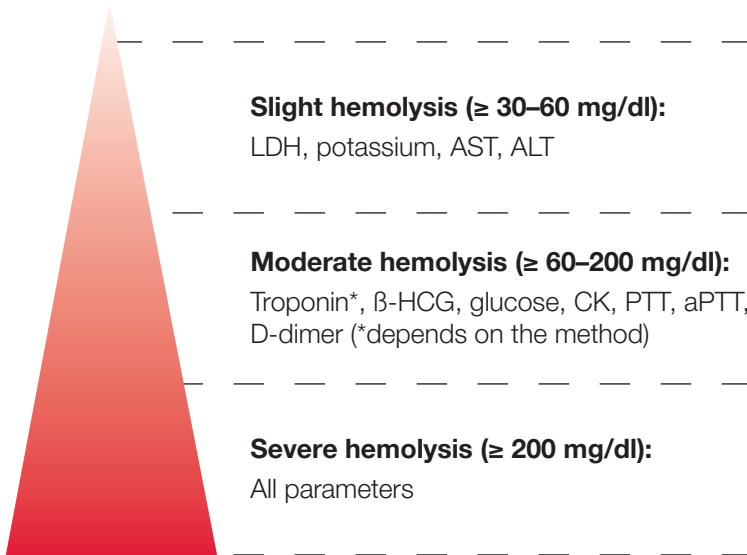 Slight hemolysis (≥ 30–60 mg/dl):
LDH, potassium, AST, ALT
Moderate hemolysis (≥ 60–200 mg/dl):
Troponin*, ß-HCG, glucose, CK, PTT, aPTT,
D-dimer (*depends on the method)
Severe hemolysis (≥ 200 mg/dl):
All parameters